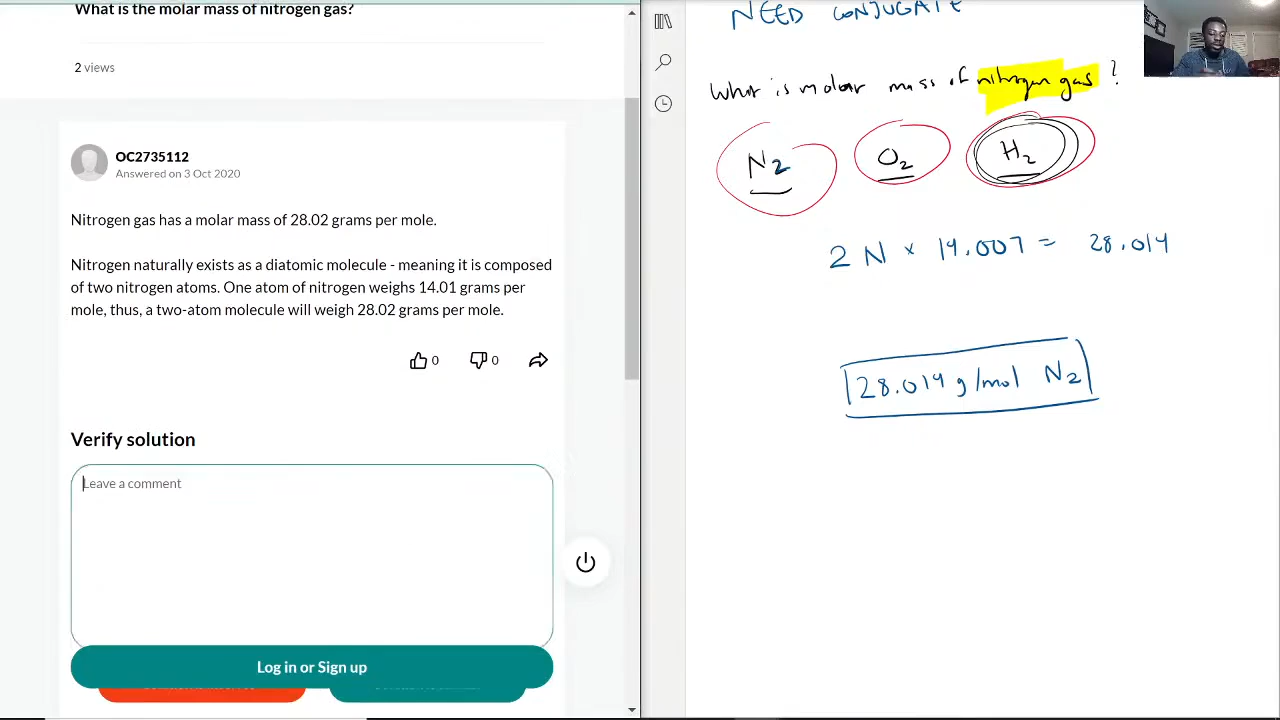 What is the molar mass of nitrogen gas?
2 views
OC2735112
Answered on 3 Oct 2020
Nitrogen gas has a molar mass of 28.02 grams per mole.
Nitrogen naturally exists as a diatomic molecule - meaning it is composed
of two nitrogen atoms. One atom of nitrogen weighs 14.01 grams per
mole, thus, a two-atom molecule will weigh 28.02 grams per mole.
0
0
Verify solution
Leave a comment
Log in or Sign up
NEED CONJUGATE
What is molar mass of nitrogen gas?
N2 O2 H2
2 N × 14.007 = 28.014
28.014 g/mol N2